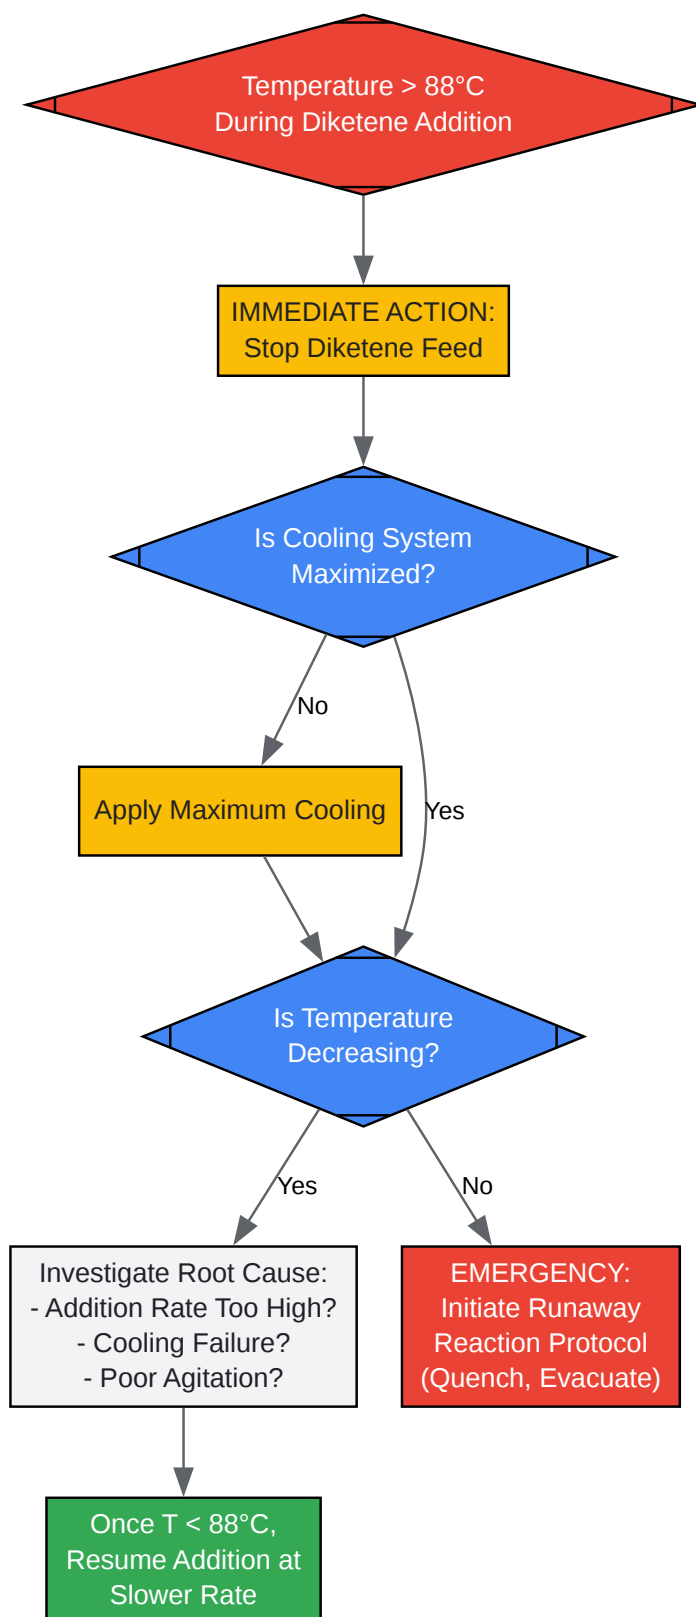 Temperature > 88°C
During Diketene Addition
IMMEDIATE ACTION:
Stop Diketene Feed
Is Cooling System
Maximized?
No
Apply Maximum Cooling
Yes
Is Temperature
Decreasing?
Yes
No
Investigate Root Cause:
- Addition Rate Too High?
- Cooling Failure?
- Poor Agitation?
EMERGENCY:
Initiate Runaway
Reaction Protocol
(Quench, Evacuate)
Once T < 88°C,
Resume Addition at
Slower Rate